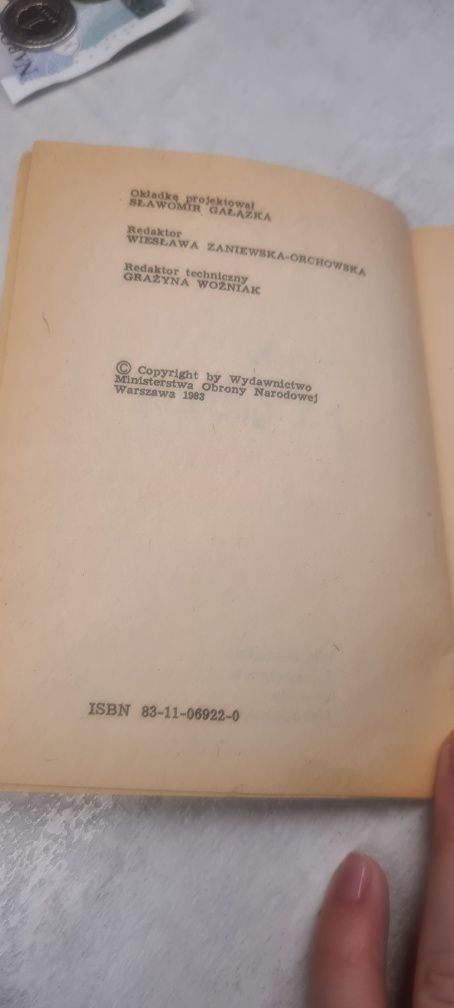 Okładkę projektował
SŁAWOMIR GAŁĄZKA
Redaktor
WIESŁAWA ZANIEWSKA-ORCHOWSKA
Redaktor techniczny
GRAŻYNA WOŹNIAK
© Copyright by Wydawnictwo
Ministerstwa Obrony Narodowej
Warszawa 1983
ISBN 83-11-06922-0